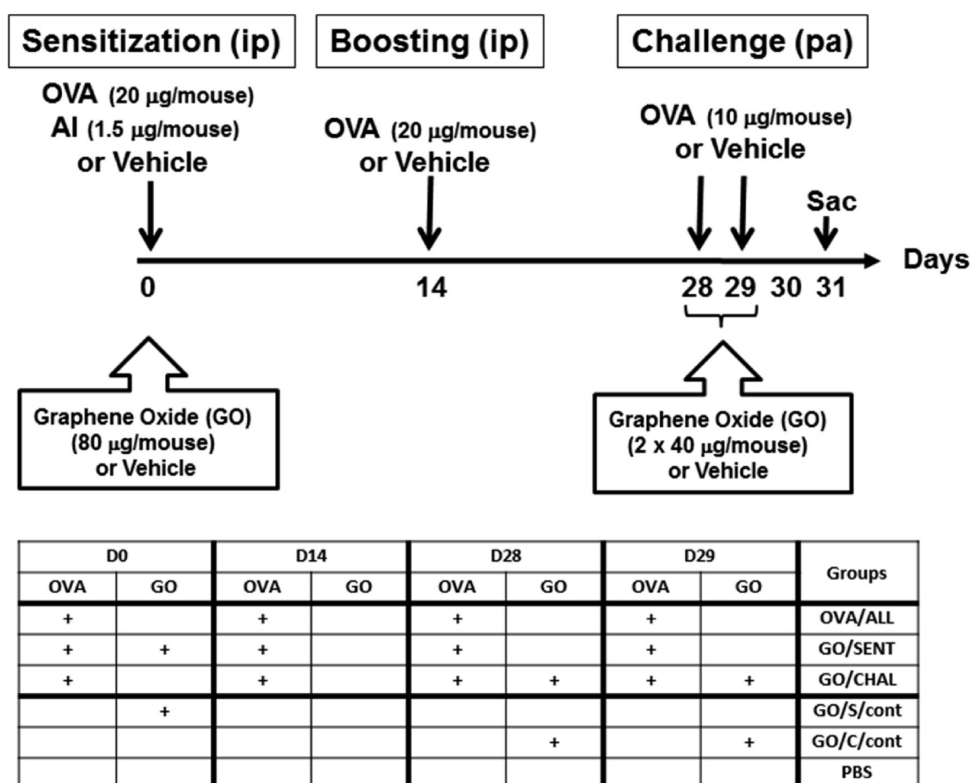 Sensitization (ip)
Boosting (ip)
Challenge (pa)
OVA (20 µg/mouse)
Al (1.5 µg/mouse)
or Vehicle
OVA (20 µg/mouse)
or Vehicle
OVA (10 µg/mouse)
or Vehicle
Sac
Days
0 14 28 29 30 31
Graphene Oxide (GO)
(80 µg/mouse)
or Vehicle
Graphene Oxide (GO)
(2 x 40 µg/mouse)
or Vehicle
D0 D14 D28 D29 Groups
OVA GO OVA GO OVA GO OVA GO
+ + + + OVA/ALL
+ + + + + GO/SENT
+ + + + + + GO/CHAL
+ GO/S/cont
+ + GO/C/cont
PBS